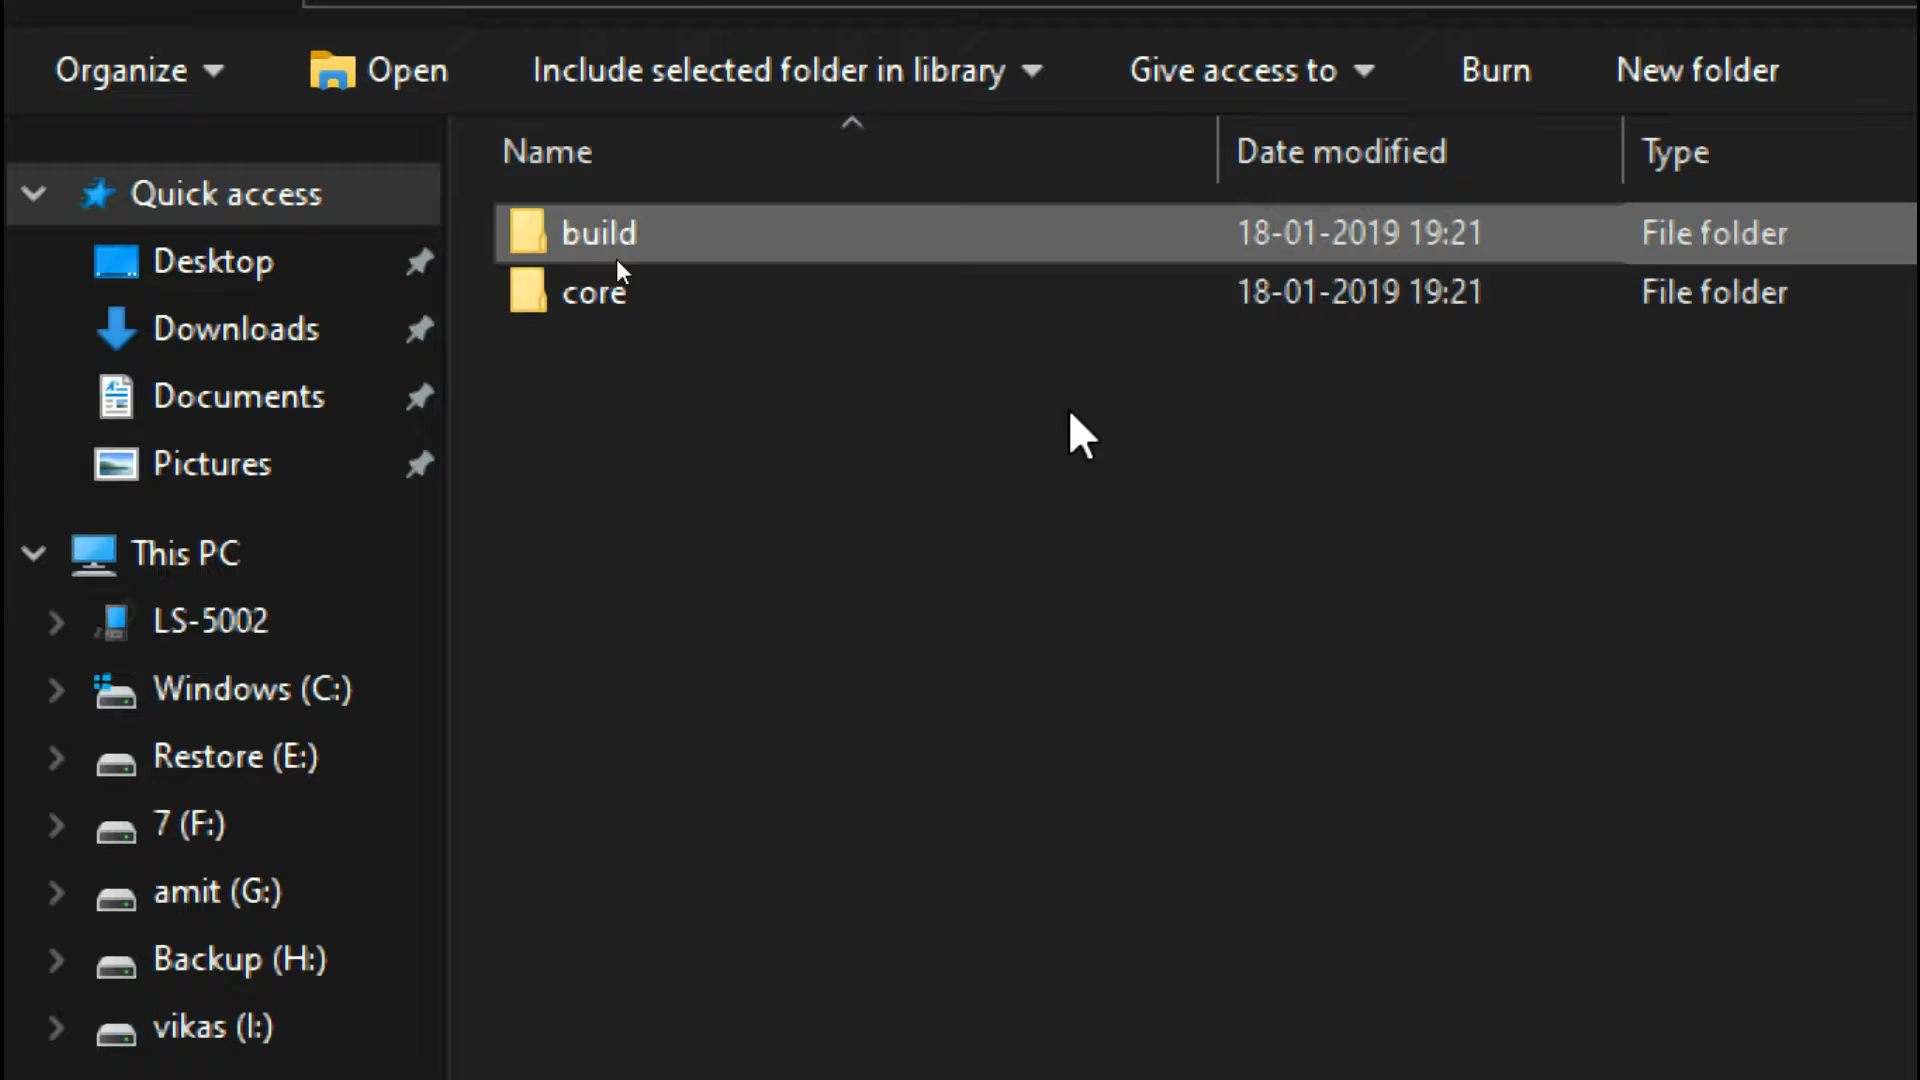 Organize Open Include selected folder in library Give access to Burn New folder
Name Date modified Type
Quick access
build 18-01-2019 19:21 File folder
core 18-01-2019 19:21 File folder
Desktop
Downloads
Documents
Pictures
This PC
LS-5002
Windows (C:)
Restore (E:)
7 (F:)
amit (G:)
Backup (H:)
vikas (I:)